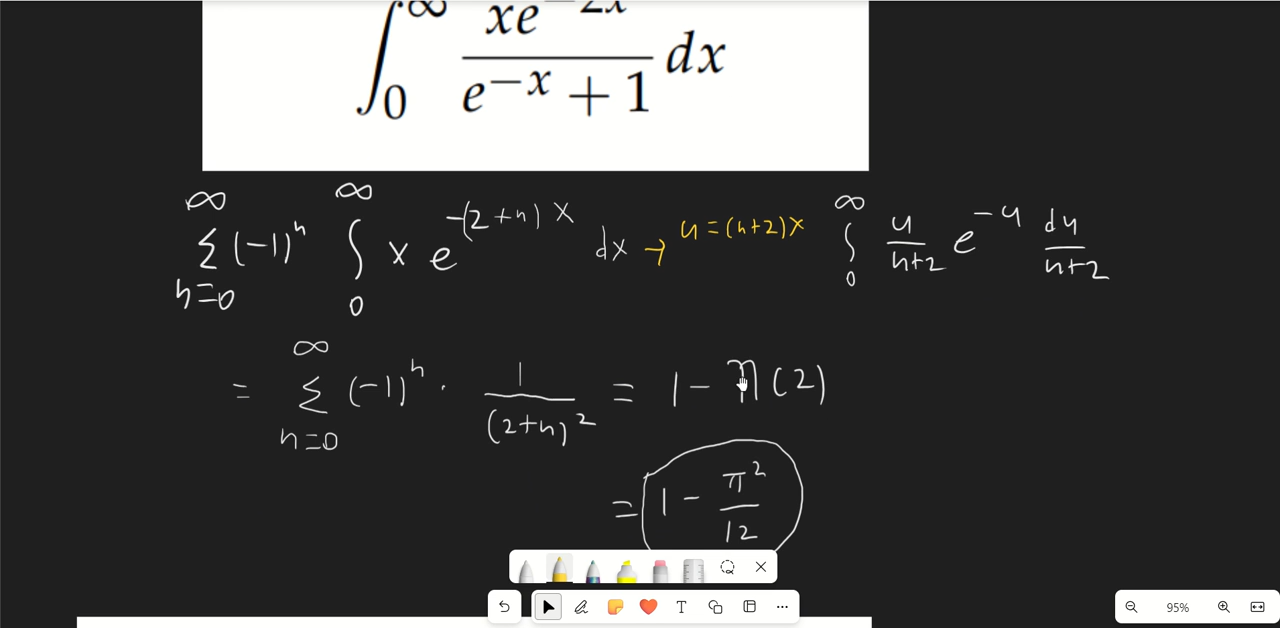 ∫₀^∞ xe^{-2x} / (e^{-x} + 1) dx
∑_{n=0}^∞ (-1)^n ∫₀^∞ x e^{-(2+n)x} dx → u=(n+2)x ∫₀^∞ u/(n+2) e^{-u} du/(n+2)
= ∑_{n=0}^∞ (-1)^n · 1/(2+n)^2 = 1 - η(2)
= 1 - π²/12
T
95%